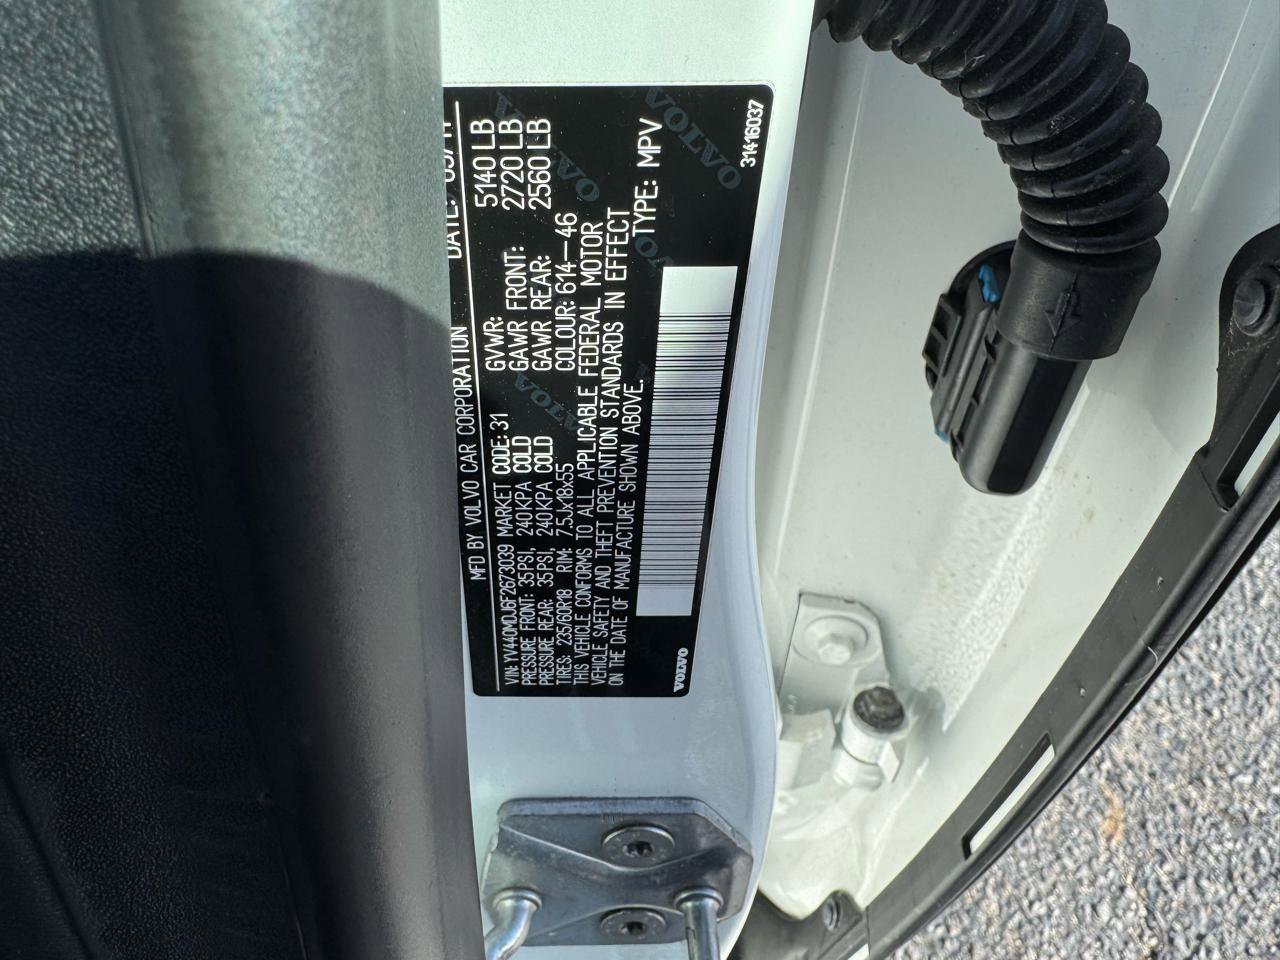 MFD BY VOLVO CAR CORPORATION DATE:
VIN: YV440MDJ6F2673039 MARKET CODE: 31
GVWR: 5140 LB
PRESSURE FRONT: 35PSI, 240KPA COLD
GAWR FRONT: 2720 LB
PRESSURE REAR: 35PSI, 240KPA COLD
GAWR REAR: 2560 LB
TIRES: 235/60R18 RIM: 7.5Jx18x55
COLOUR: 614—46
THIS VEHICLE CONFORMS TO ALL APPLICABLE FEDERAL MOTOR
VEHICLE SAFETY AND THEFT PREVENTION STANDARDS IN EFFECT
ON THE DATE OF MANUFACTURE SHOWN ABOVE.
TYPE: MPV
VOLVO
31416037